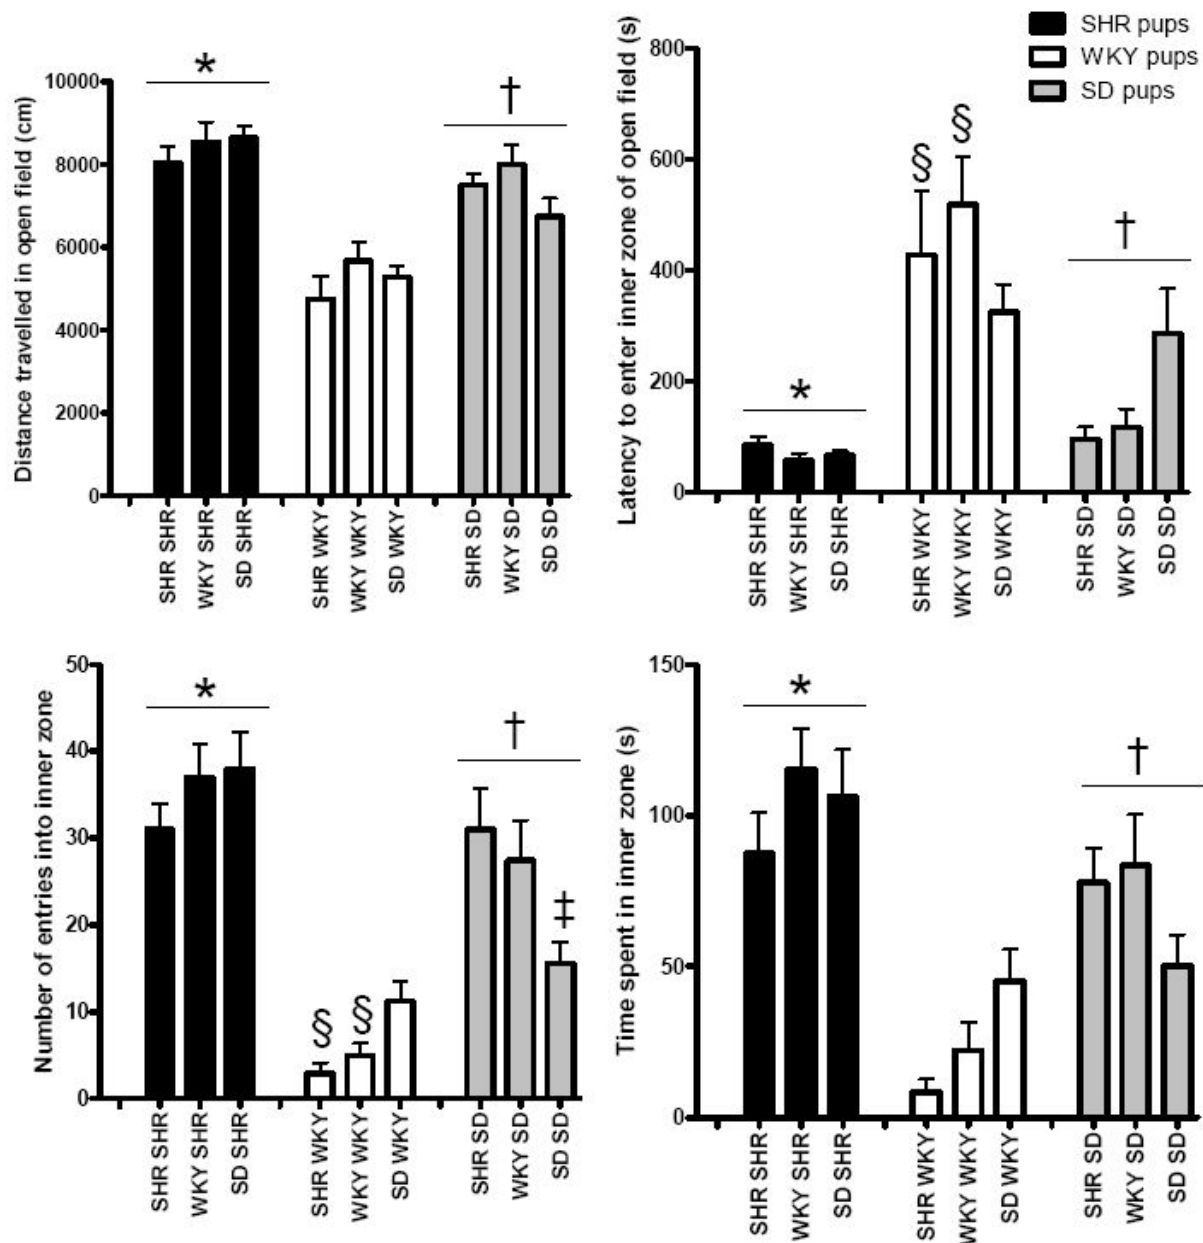 SHR pups
WKY pups
SD pups
Distance travelled in open field (cm)
10000
8000
6000
4000
2000
0
*
†
SHR SHR
WKY SHR
SD SHR
SHR WKY
WKY WKY
SD WKY
SHR SD
WKY SD
SD SD
Latency to enter inner zone of open field (s)
800
600
400
200
0
*
§
§
†
SHR SHR
WKY SHR
SD SHR
SHR WKY
WKY WKY
SD WKY
SHR SD
WKY SD
SD SD
Number of entries into inner zone
50
40
30
20
10
0
*
§
§
†
‡
SHR SHR
WKY SHR
SD SHR
SHR WKY
WKY WKY
SD WKY
SHR SD
WKY SD
SD SD
Time spent in inner zone (s)
150
100
50
0
*
†
SHR SHR
WKY SHR
SD SHR
SHR WKY
WKY WKY
SD WKY
SHR SD
WKY SD
SD SD